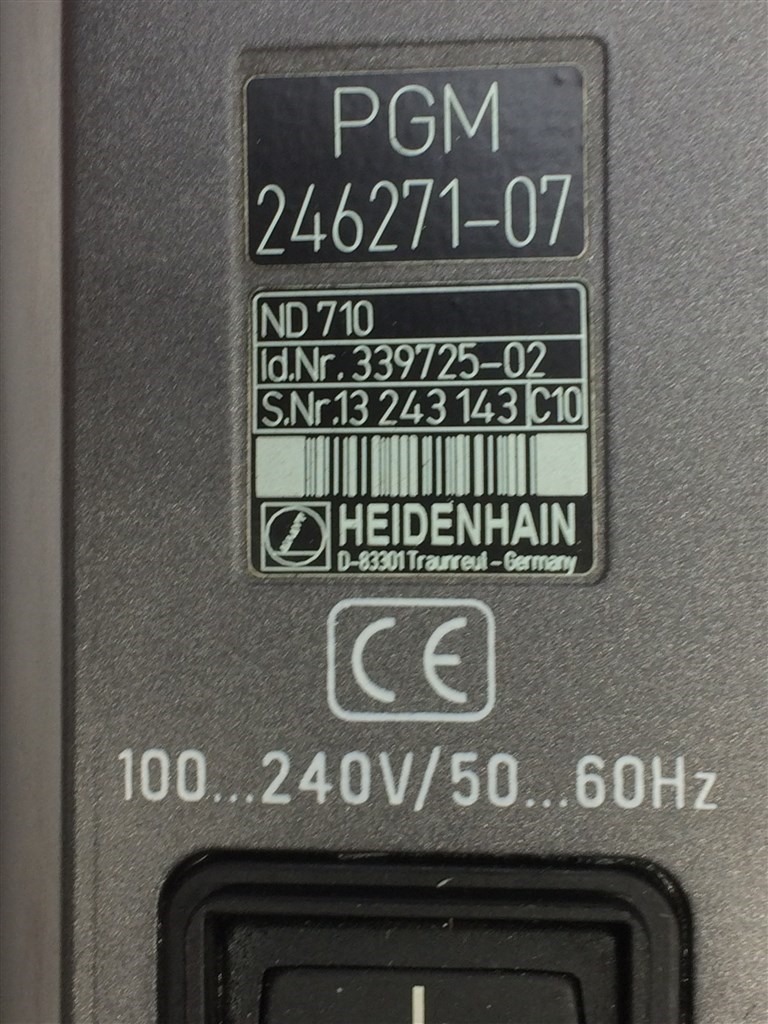 PGM
246271-07
ND 710
Id.Nr. 339725-02
S.Nr.13 243 143 C10
HEIDENHAIN
D-83301 Traunreut - Germany
CE
100...240V/50...60Hz